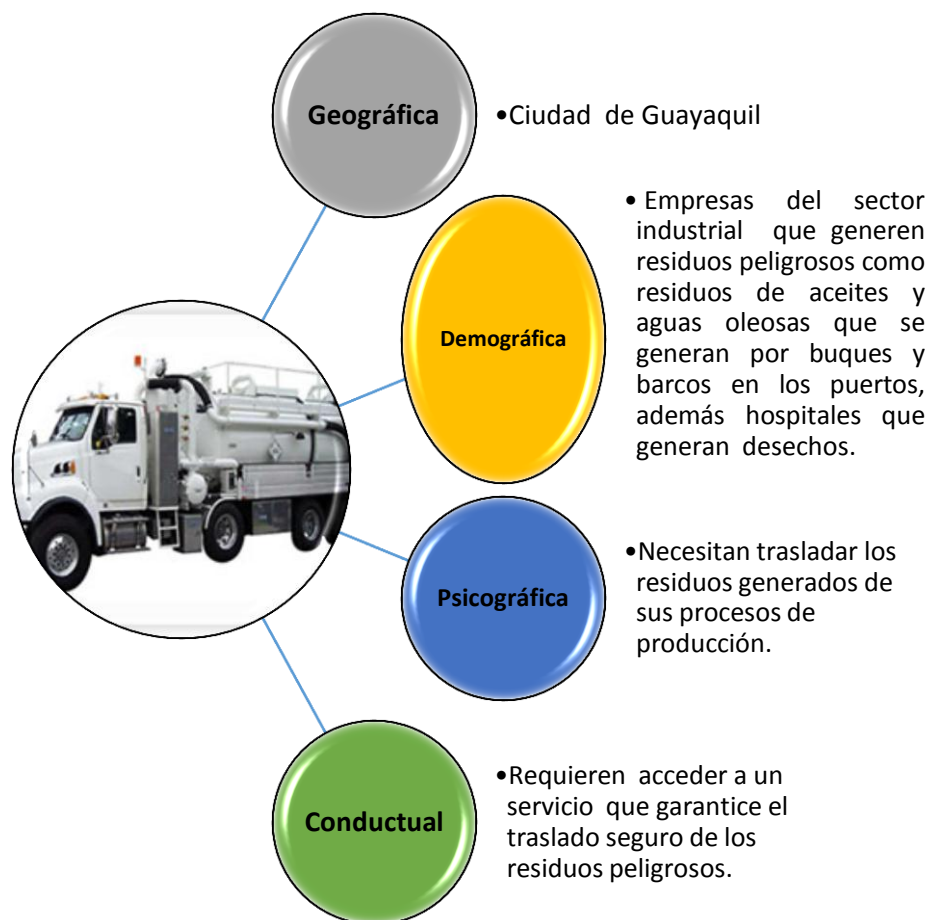 Geográfica
•Ciudad de Guayaquil
Demográfica
• Empresas del sector
industrial que generen
residuos peligrosos como
residuos de aceites y
aguas oleosas que se
generan por buques y
barcos en los puertos,
además hospitales que
generan desechos.
Psicográfica
•Necesitan trasladar los
residuos generados de
sus procesos de
producción.
Conductual
•Requieren acceder a un
servicio que garantice el
traslado seguro de los
residuos peligrosos.